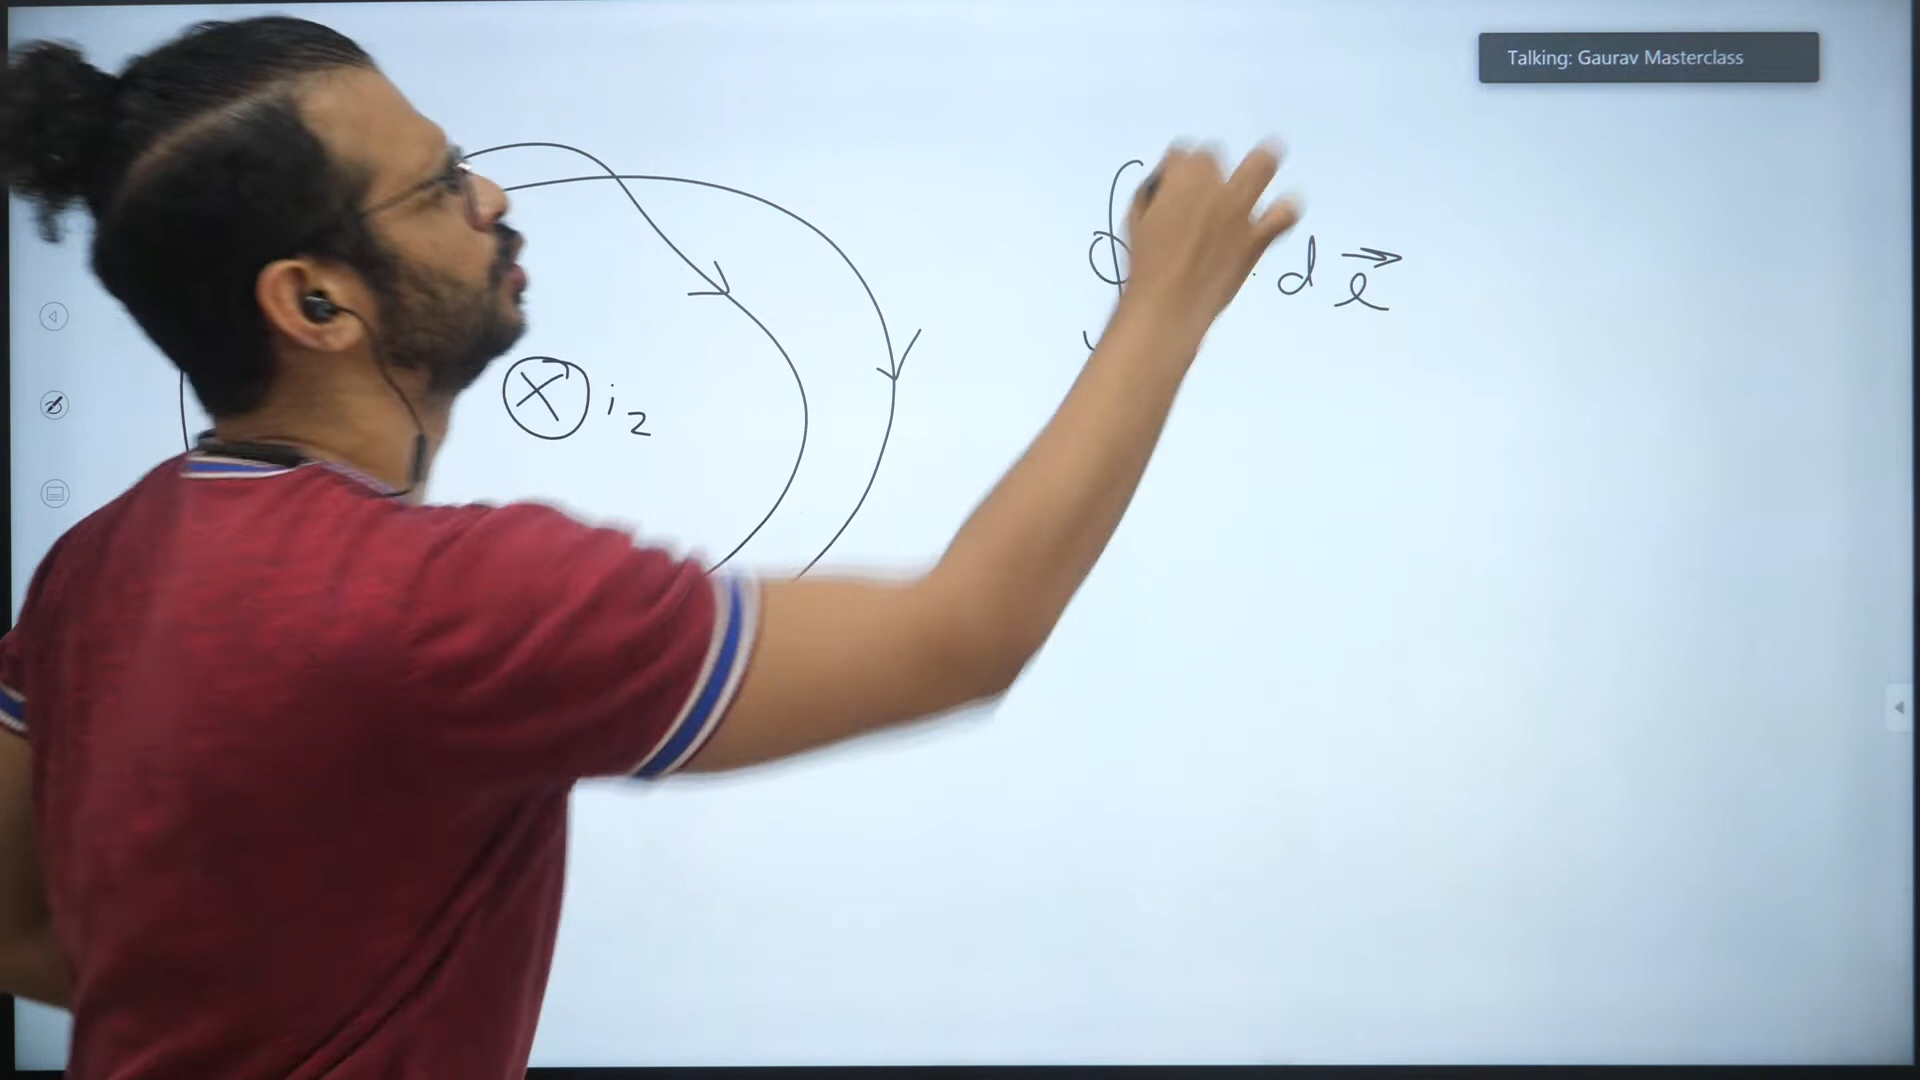 Talking: Gaurav Masterclass
∮ . d l⃗
X i₂